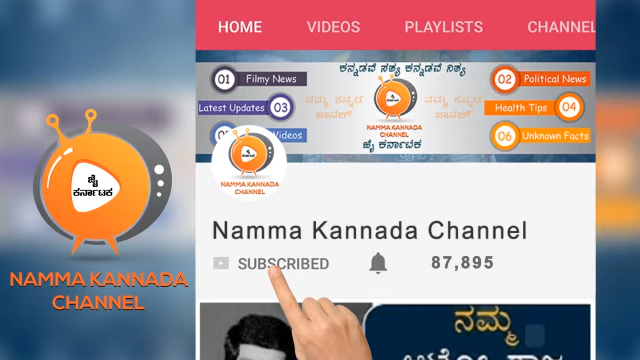 HOME VIDEOS PLAYLISTS CHANNEL
ಕನ್ನಡವೆ ಸತ್ಯ ಕನ್ನಡವೆ ನಿತ್ಯ
01 Filmy News
02 Political News
Latest Updates 03
ನಮ್ಮ ಕನ್ನಡ
ಚಾನಲ್
ನಮ್ಮ ಕನ್ನಡ
ಚಾನಲ್
Health Tips 04
Videos
06 Unknown Facts
NAMMA KANNADA
CHANNEL
ಜೈ ಕರ್ನಾಟಕ
NAMMA KANNADA
CHANNEL
ಜೈ
ಕರ್ನಾಟಕ
NAMMA KANNADA
CHANNEL
Namma Kannada Channel
SUBSCRIBED 87,895
ನಮ್ಮ